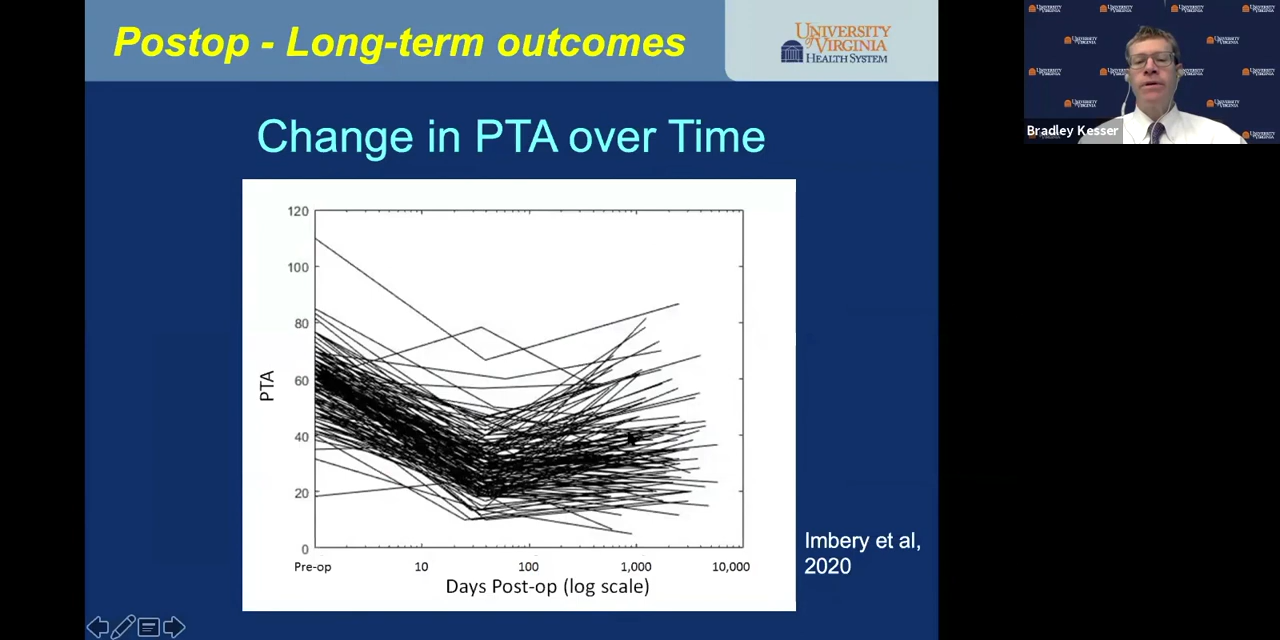 Postop - Long-term outcomes
UNIVERSITY
of VIRGINIA
HEALTH SYSTEM
Bradley Kesser
Change in PTA over Time
120
100
80
60
40
20
0
PTA
Pre-op 10 100 1,000 10,000
Days Post-op (log scale)
Imbery et al,
2020